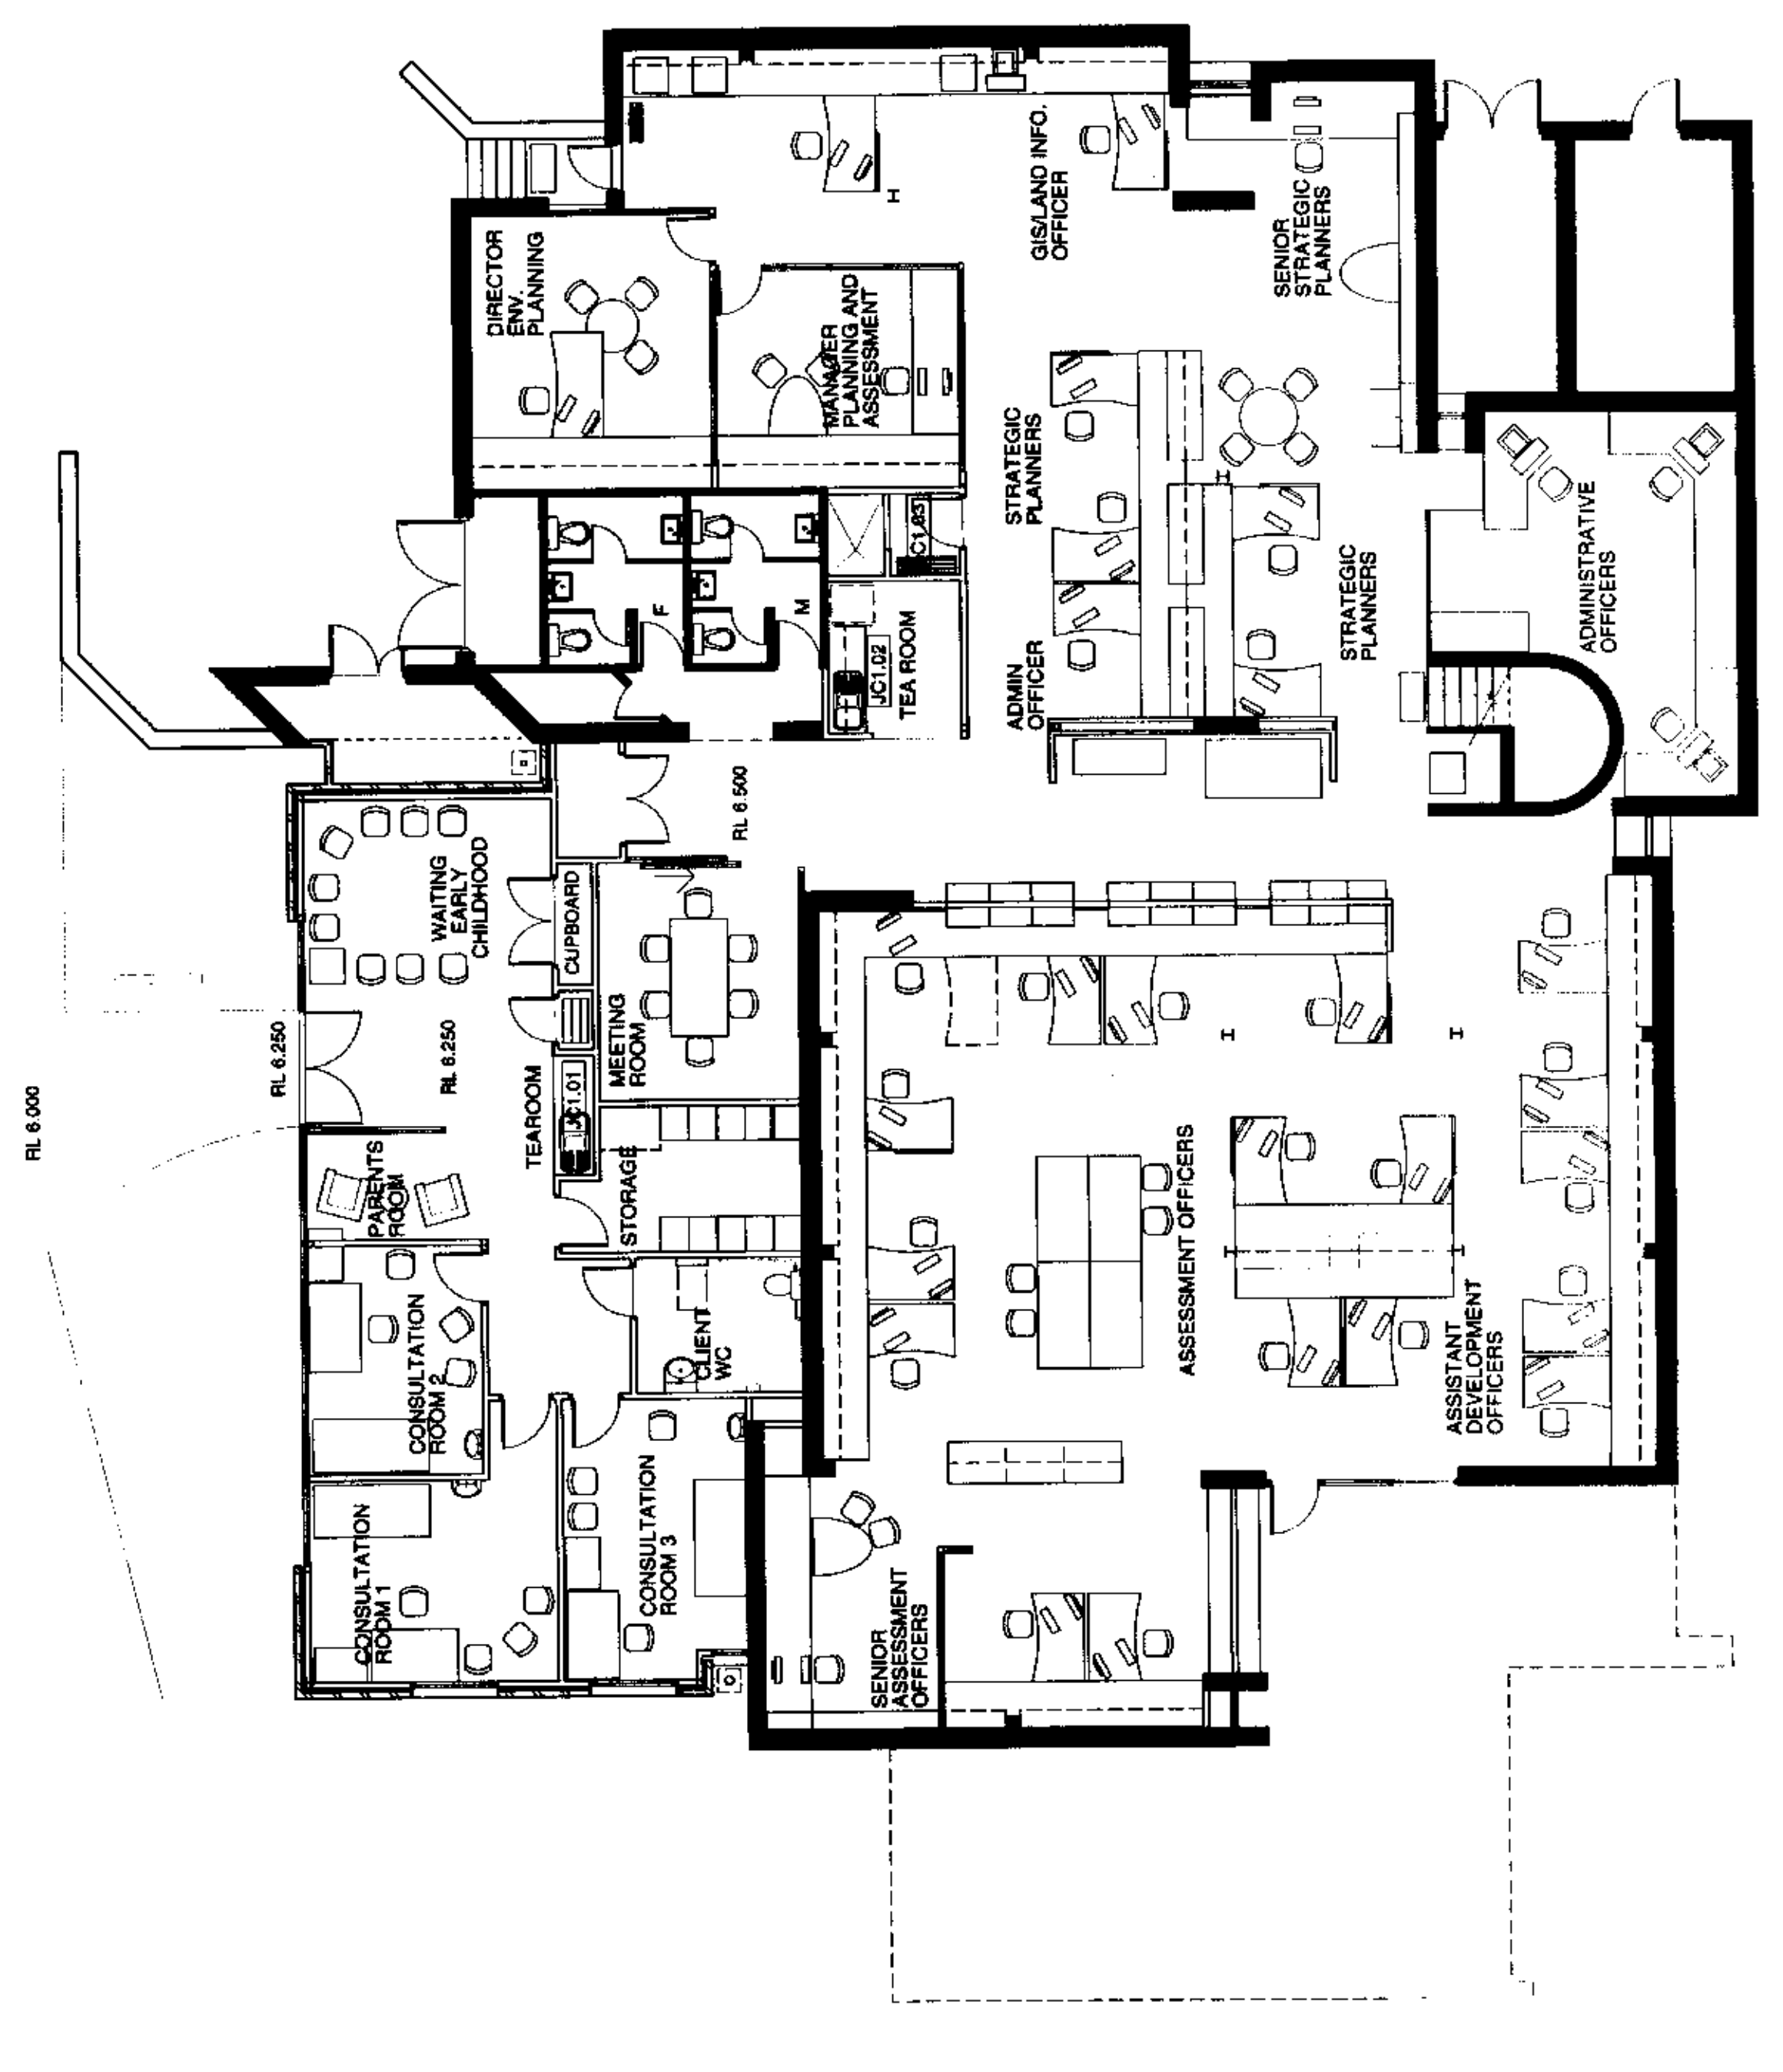 RL 6.000
RL 6.250
RL 6.250
RL 6.500
DIRECTOR
ENV.
PLANNING
MANAGER
PLANNING AND
ASSESSMENT
GIS/LAND INFO.
OFFICER
SENIOR
STRATEGIC
PLANNERS
STRATEGIC
PLANNERS
STRATEGIC
PLANNERS
ADMIN
OFFICER
ADMINISTRATIVE
OFFICERS
F
M
TEA ROOM
JC1.02
C1.03
WAITING
EARLY
CHILDHOOD
CUPBOARD
MEETING
ROOM
TEAROOM
JC1.01
STORAGE
PARENTS
ROOM
CLIENT
WC
CONSULTATION
ROOM 2
CONSULTATION
ROOM 1
CONSULTATION
ROOM 3
ASSESSMENT OFFICERS
ASSISTANT
DEVELOPMENT
OFFICERS
SENIOR
ASSESSMENT
OFFICERS